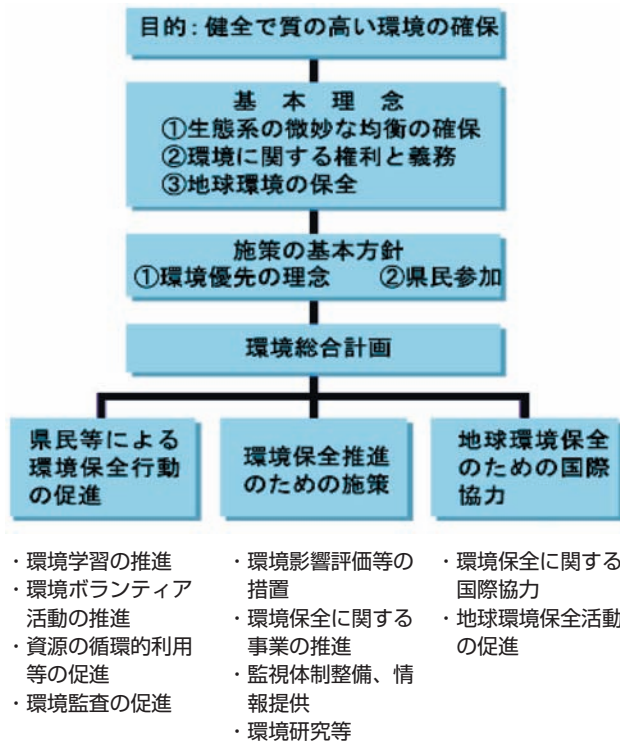 目的:健全で質の高い環境の確保
基本理念
①生態系の微妙な均衡の確保
②環境に関する権利と義務
③地球環境の保全
施策の基本方針
①環境優先の理念 ②県民参加
環境総合計画
県民等による
環境保全行動
の促進
環境保全推進
のための施策
地球環境保全
のための国際
協力
・環境学習の推進
・環境ボランティア
活動の推進
・資源の循環的利用
等の促進
・環境監査の促進
・環境影響評価等の
措置
・環境保全に関する
事業の推進
・監視体制整備、情
報提供
・環境研究等
・環境保全に関する
国際協力
・地球環境保全活動
の促進